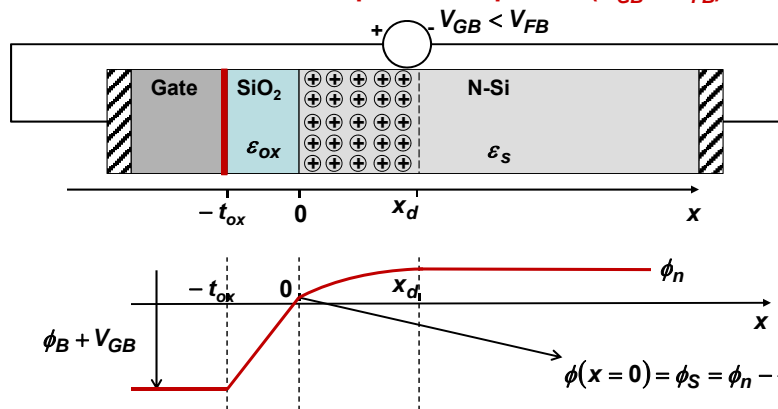 + - V_GB < V_FB
Gate SiO₂ N-Si
ε_ox ε_s
− t_ox 0 x_d x
− t_ox 0 x_d ϕ_n
x
ϕ_B + V_GB
ϕ(x = 0) = ϕ_S = ϕ_n −